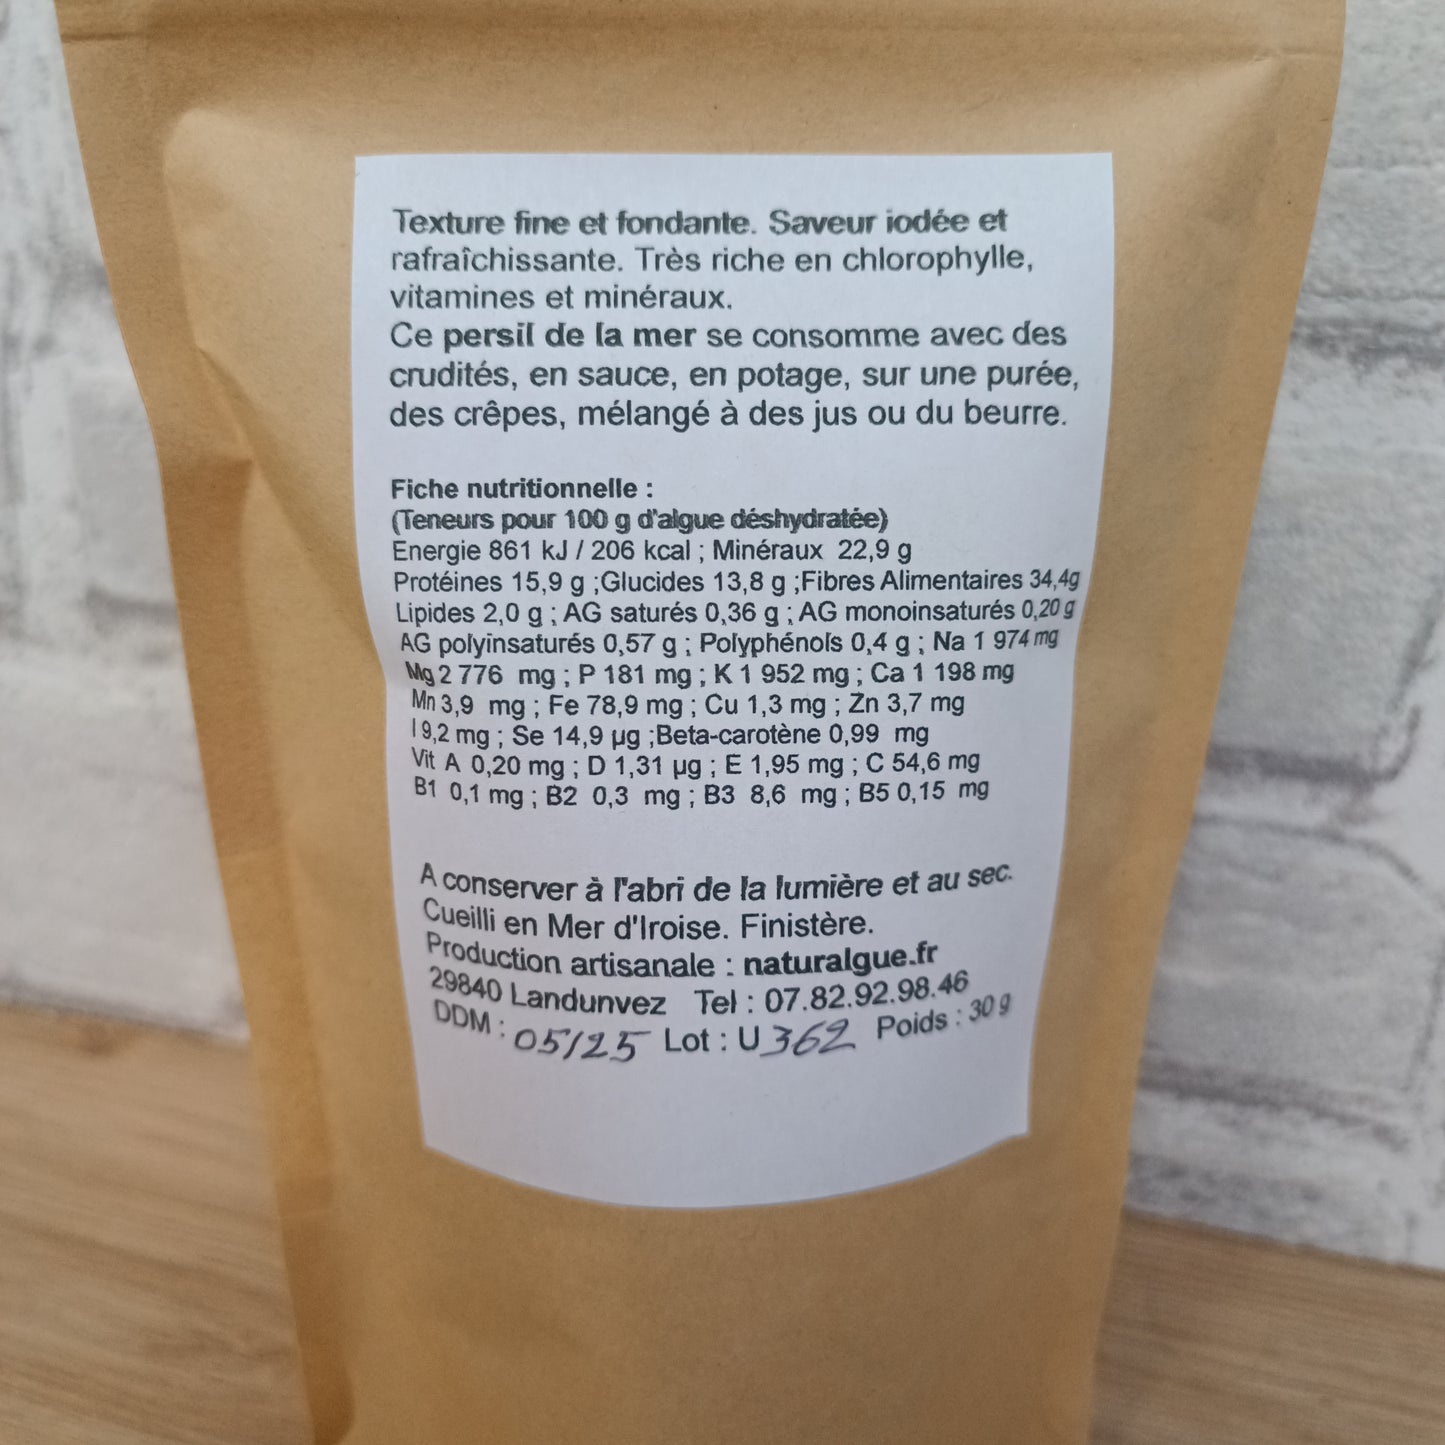 Texture fine et fondante. Saveur iodée et
rafraîchissante. Très riche en chlorophylle,
vitamines et minéraux.
Ce persil de la mer se consomme avec des
crudités, en sauce, en potage, sur une purée,
des crêpes, mélangé à des jus ou du beurre.
Fiche nutritionnelle :
(Teneurs pour 100 g d'algue déshydratée)
Energie 861 kJ / 206 kcal ; Minéraux 22,9 g
Protéines 15,9 g ;Glucides 13,8 g ;Fibres Alimentaires 34,4g
Lipides 2,0 g ; AG saturés 0,36 g ; AG monoinsaturés 0,20 g
AG polyinsaturés 0,57 g ; Polyphénols 0,4 g ; Na 1 974 mg
Mg 2 776 mg ; P 181 mg ; K 1 952 mg ; Ca 1 198 mg
Mn 3,9 mg ; Fe 78,9 mg ; Cu 1,3 mg ; Zn 3,7 mg
I 9,2 mg ; Se 14,9 µg ;Beta-carotène 0,99 mg
Vit A 0,20 mg ; D 1,31 µg ; E 1,95 mg ; C 54,6 mg
B1 0,1 mg ; B2 0,3 mg ; B3 8,6 mg ; B5 0,15 mg
A conserver à l'abri de la lumière et au sec.
Cueilli en Mer d'Iroise. Finistère.
Production artisanale : naturalgue.fr
29840 Landunvez Tel : 07.82.92.98.46
DDM : 05/25 Lot : U 362 Poids : 30 g